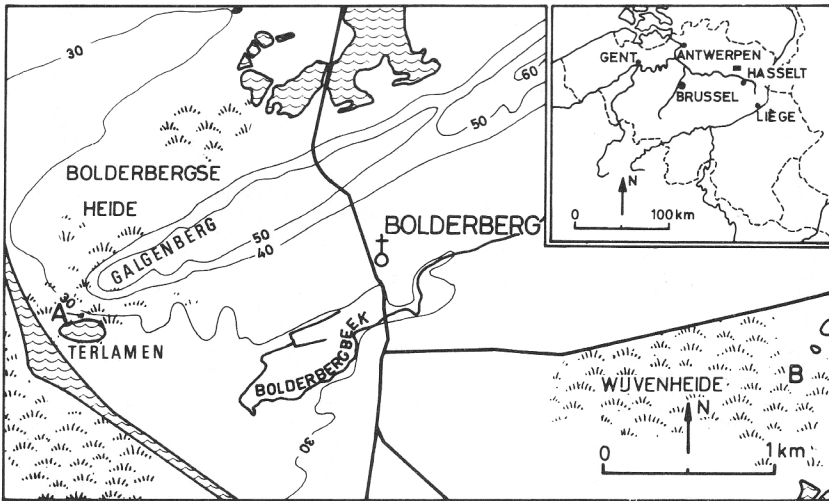 30
60
50
BOLDERBERGSE
HEIDE
GALGENBERG
50
40
BOLDERBERG
30
A
TERLAMEN
BOLDERBERGBEEK
30
WIJVENHEIDE
B
N
0 1 km
GENT
ANTWERPEN
HASSELT
BRUSSEL
LIÈGE
N
0 100 km